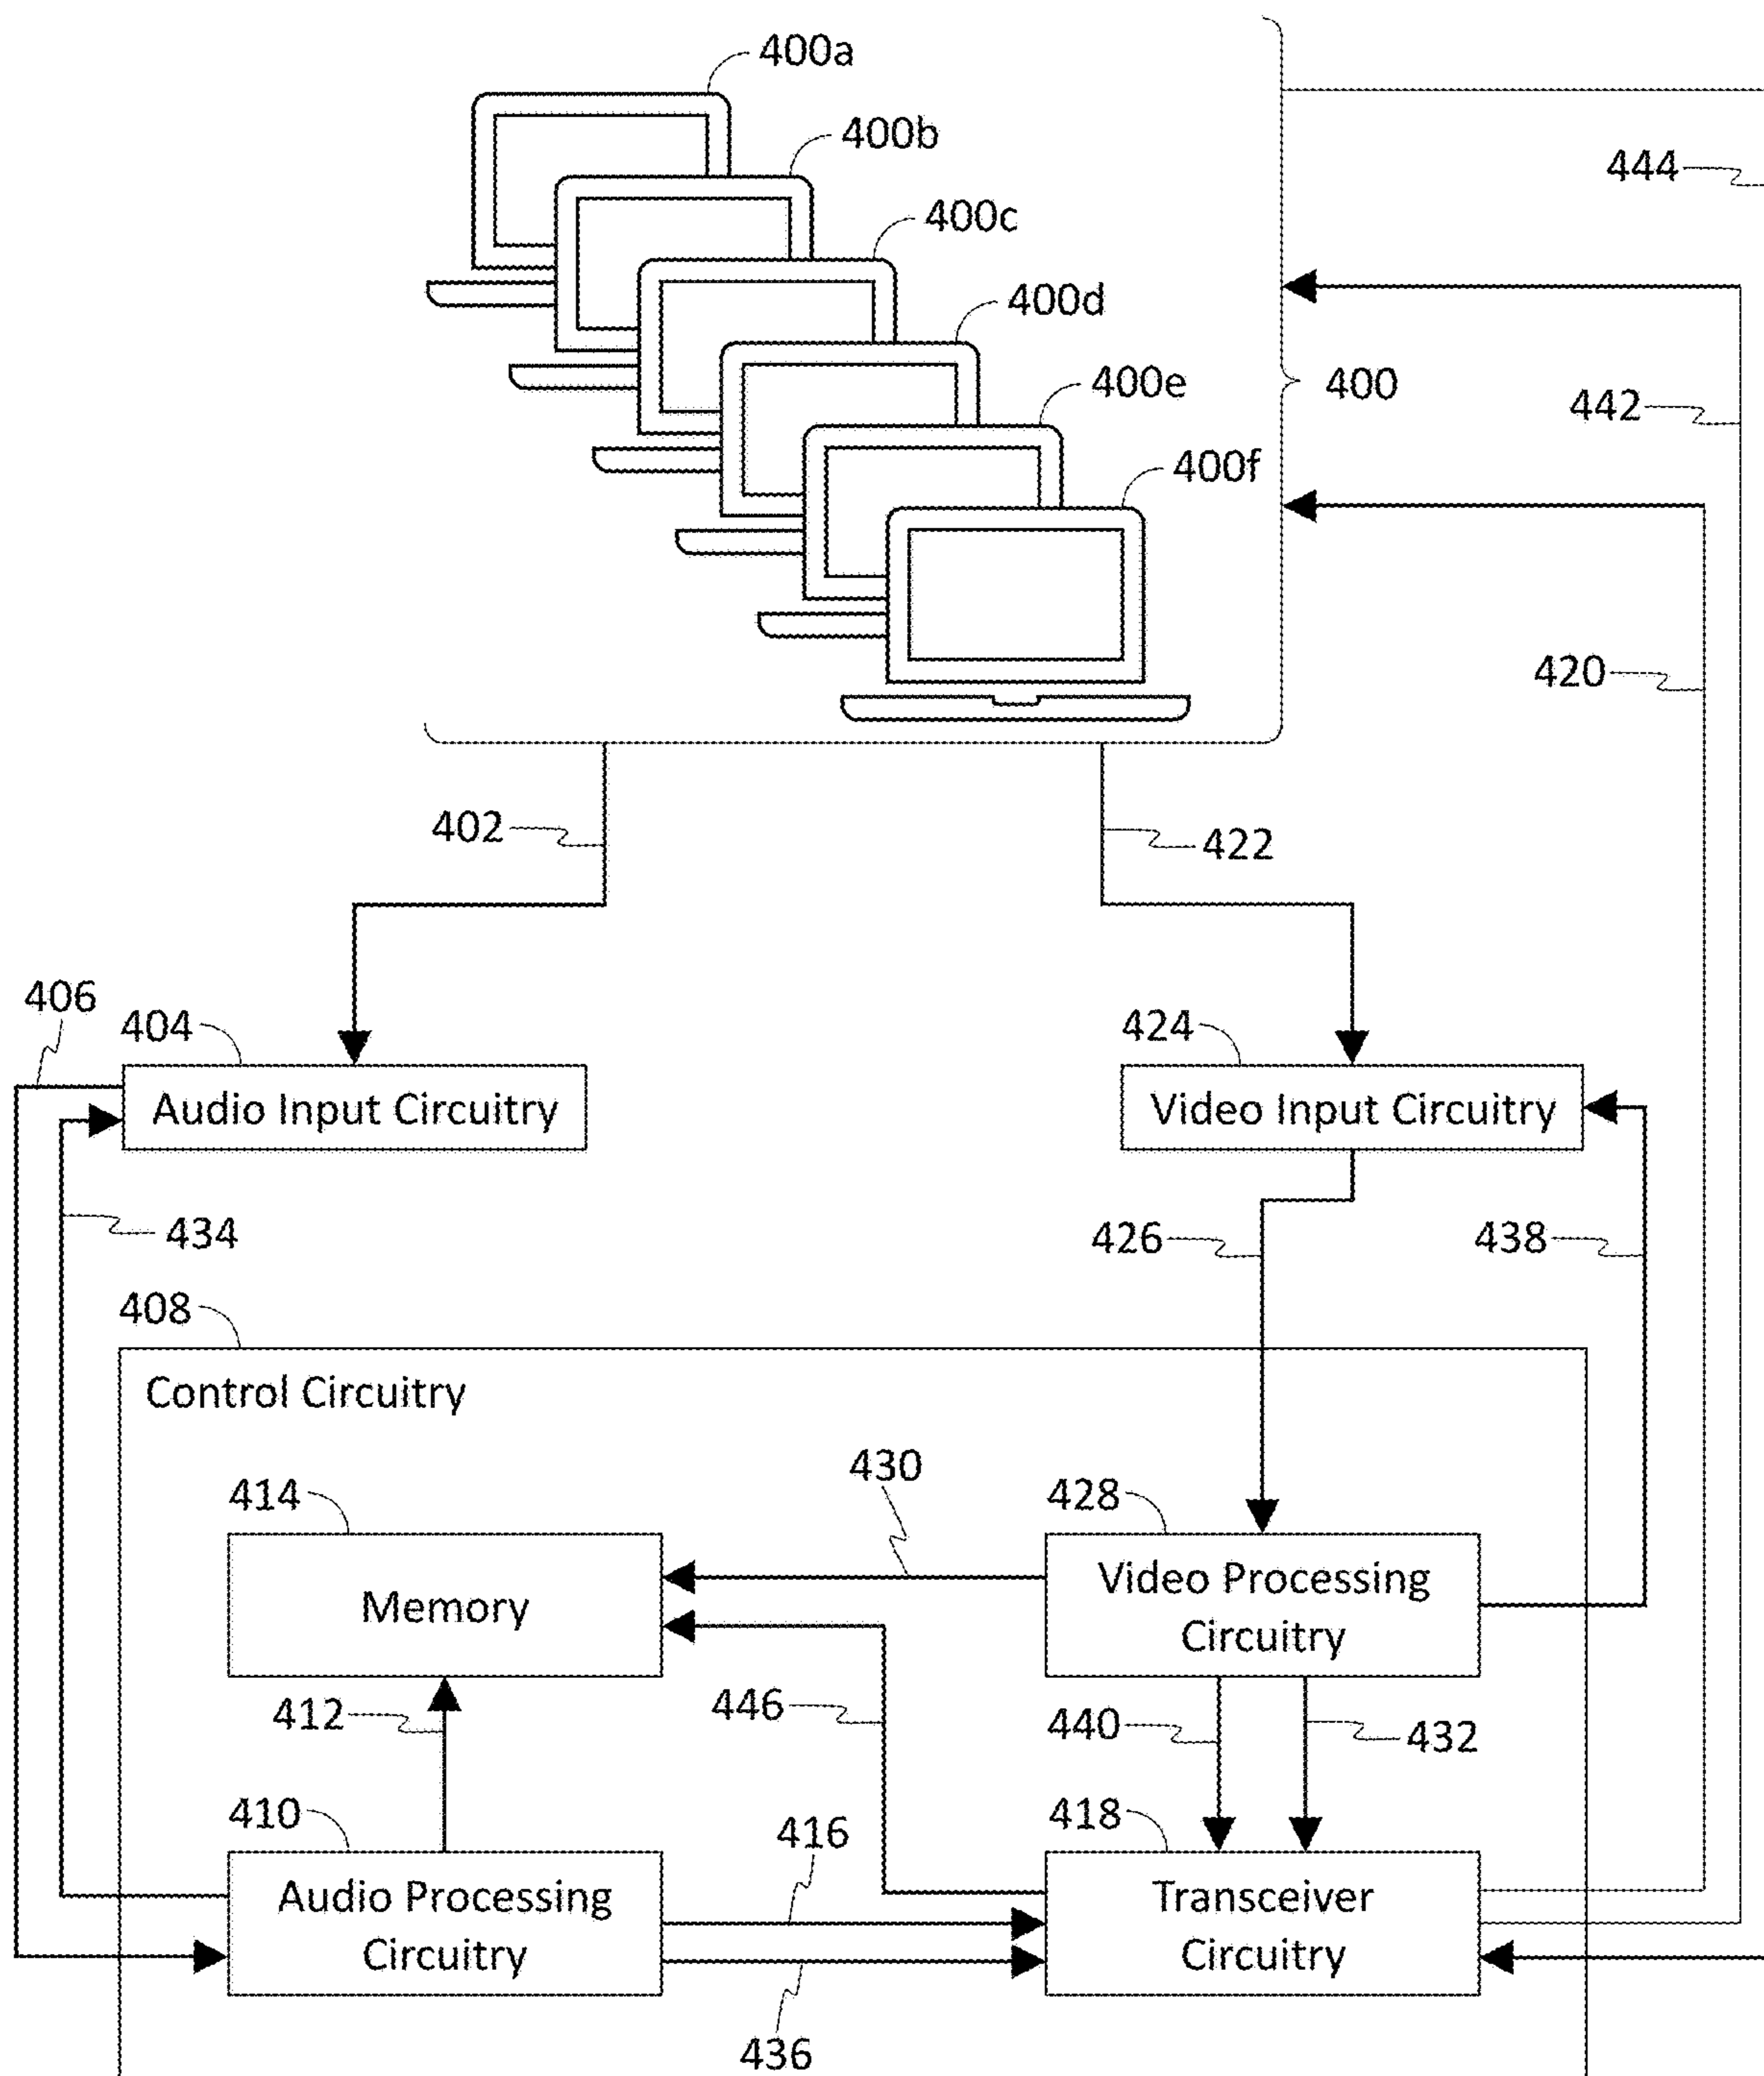 400a
400b
444
400c
400d
400
400e
442
400f
420
402
422
406
404
424
Audio Input Circuitry
Video Input Circuitry
434
426
438
408
Control Circuitry
430
414
428
Memory
Video Processing
Circuitry
412
446
440
432
410
416
418
Audio Processing
Circuitry
Transceiver
Circuitry
436